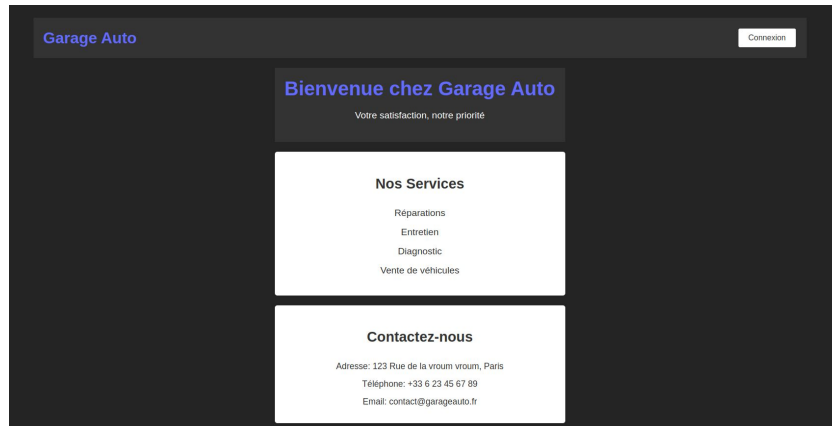 Garage Auto
Connexion
Bienvenue chez Garage Auto
Votre satisfaction, notre priorité
Nos Services
Réparations
Entretien
Diagnostic
Vente de véhicules
Contactez-nous
Adresse: 123 Rue de la vroum vroum, Paris
Téléphone: +33 6 23 45 67 89
Email: contact@garageauto.fr